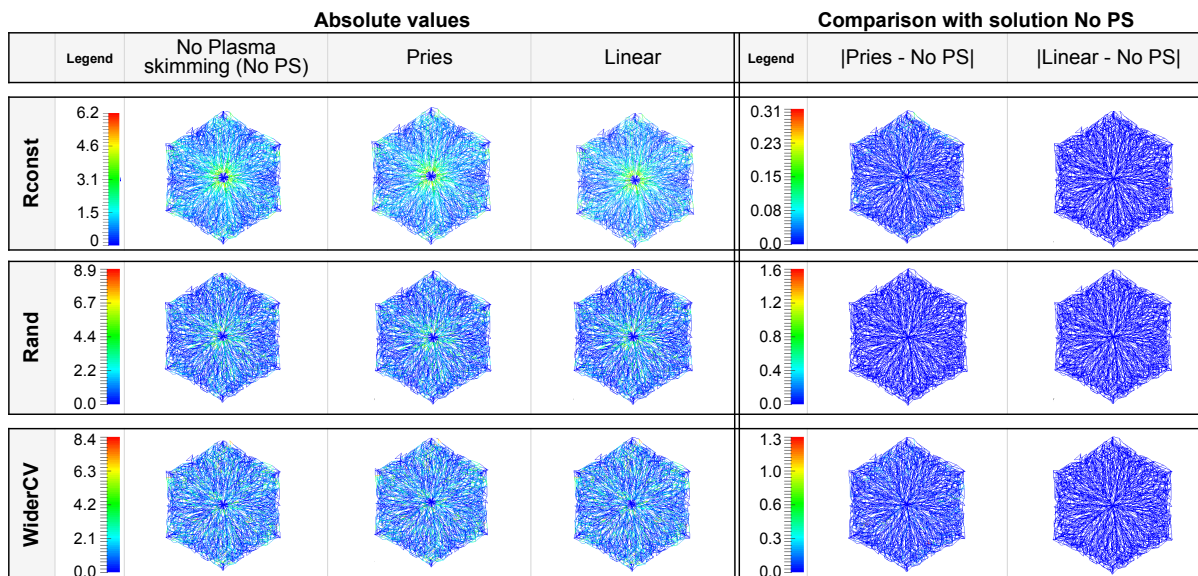 Absolute values
Comparison with solution No PS
Legend
No Plasma
skimming (No PS)
Pries
Linear
Legend
|Pries - No PS|
|Linear - No PS|
Rconst
6.2
4.6
3.1
1.5
0
0.31
0.23
0.15
0.08
0.0
Rand
8.9
6.7
4.4
2.2
0.0
1.6
1.2
0.8
0.4
0.0
WiderCV
8.4
6.3
4.2
2.1
0.0
1.3
1.0
0.6
0.3
0.0